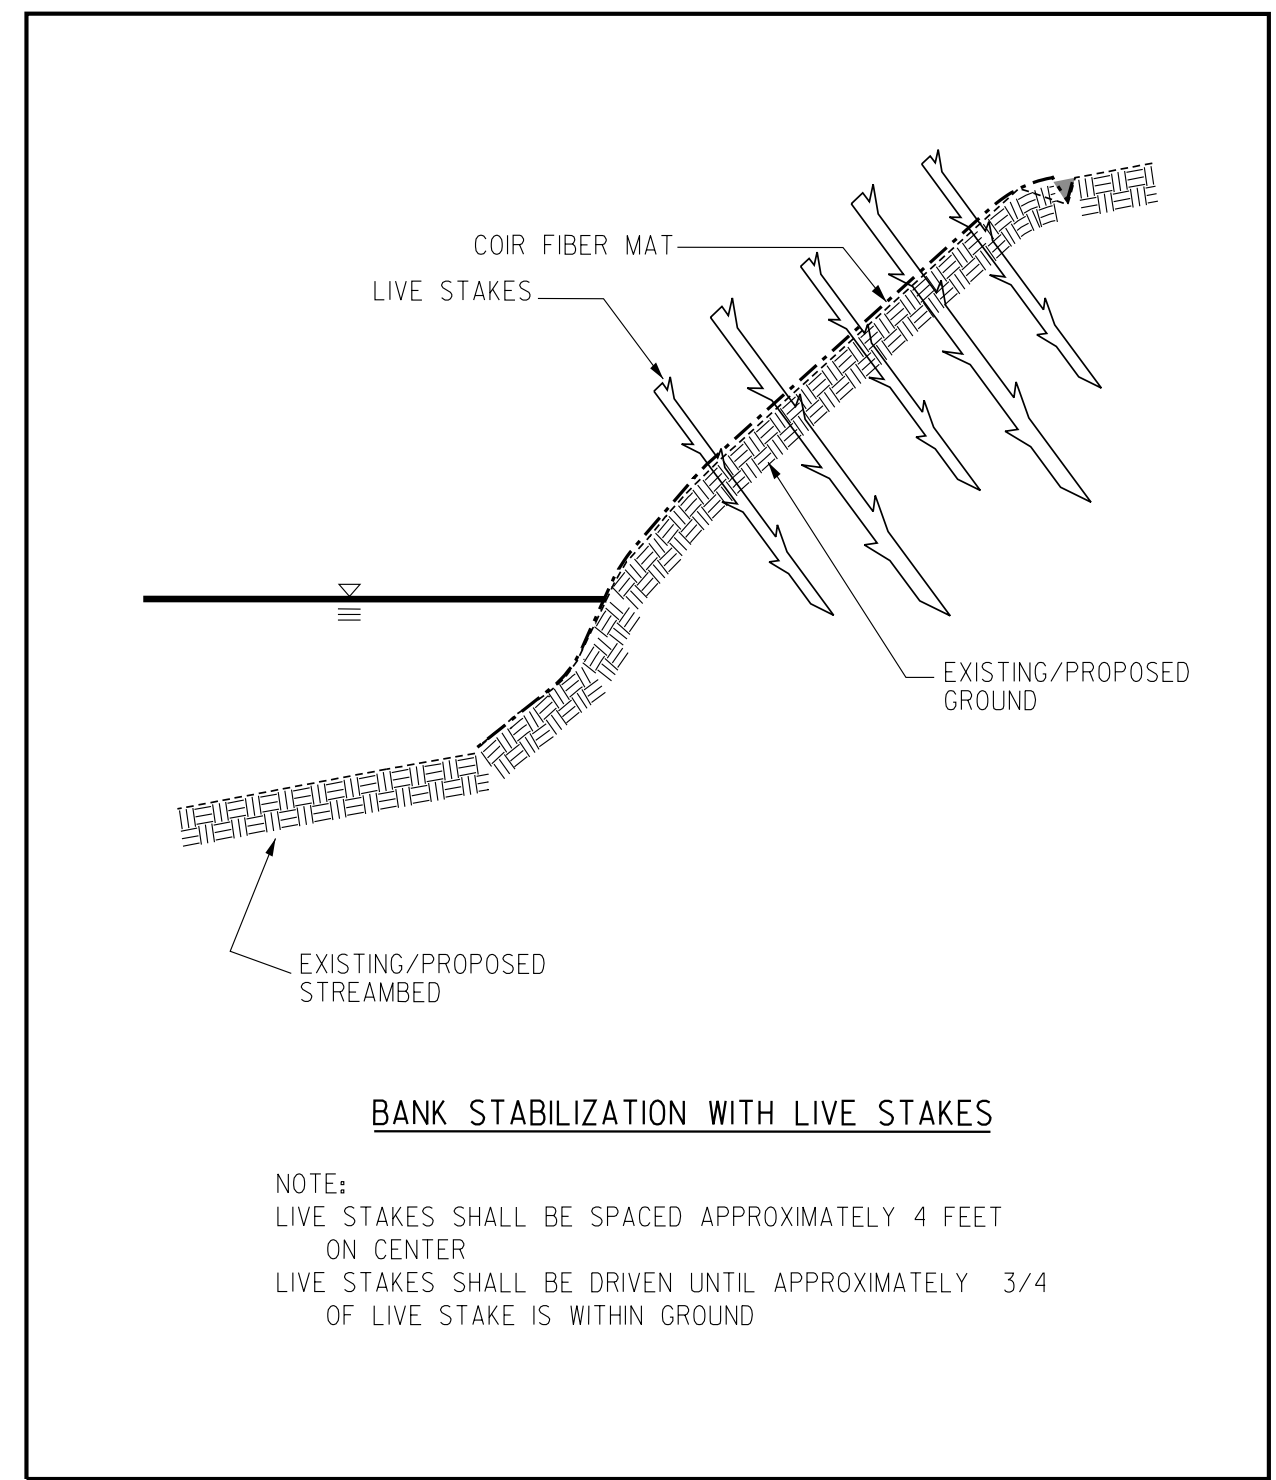 COIR FIBER MAT
LIVE STAKES
EXISTING/PROPOSED
GROUND
EXISTING/PROPOSED
STREAMBED
BANK STABILIZATION WITH LIVE STAKES
NOTE:
LIVE STAKES SHALL BE SPACED APPROXIMATELY 4 FEET
ON CENTER
LIVE STAKES SHALL BE DRIVEN UNTIL APPROXIMATELY 3/4
OF LIVE STAKE IS WITHIN GROUND